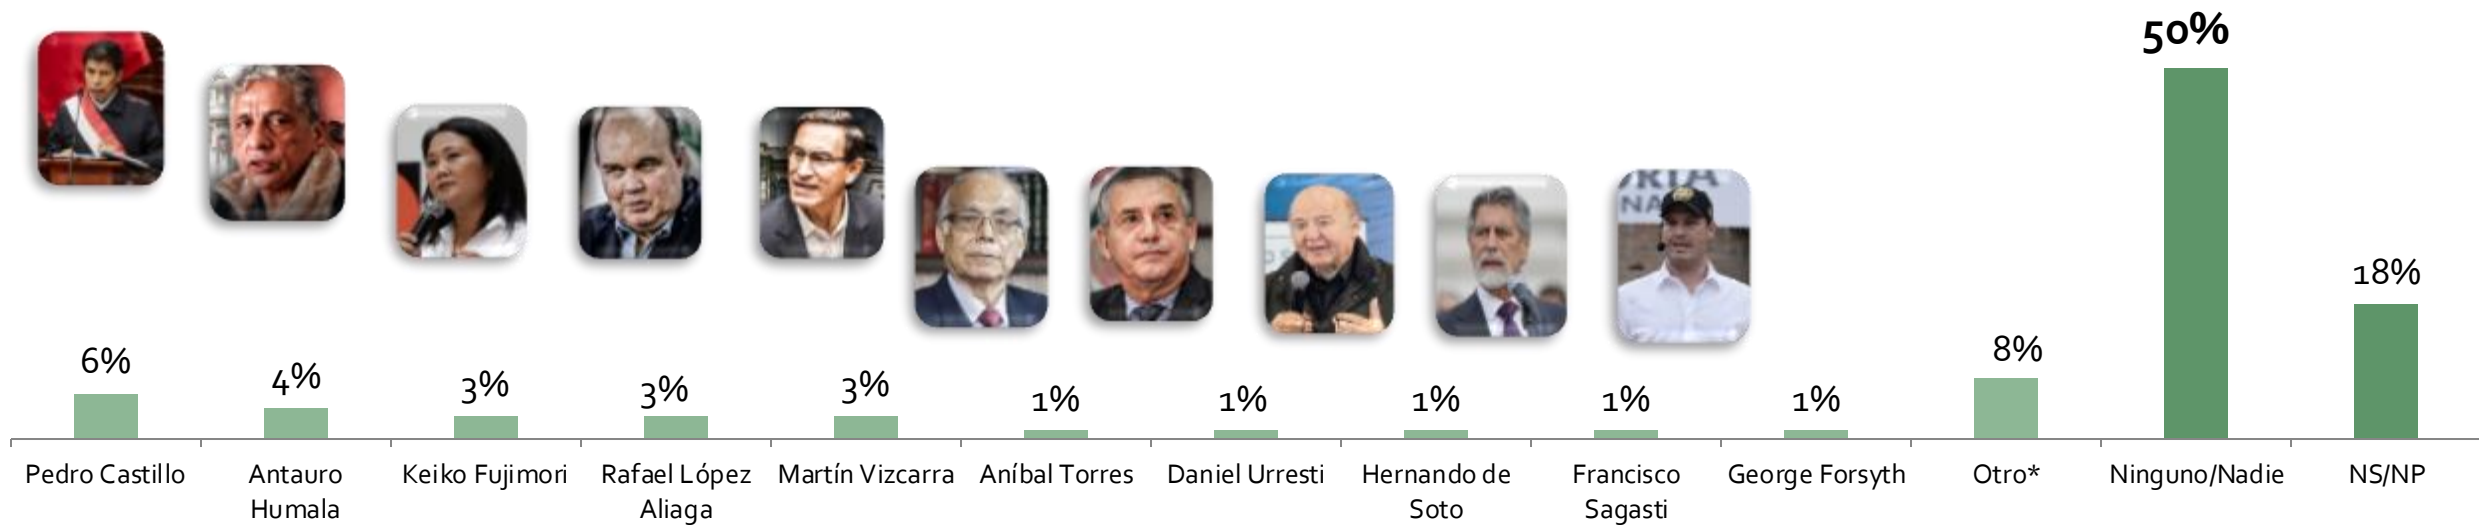 50%
18%
6%
4%
3%
3%
3%
1%
1%
1%
1%
1%
8%
Pedro Castillo
Antauro
Humala
Keiko Fujimori
Rafael López
Aliaga
Martín Vizcarra
Aníbal Torres
Daniel Urresti
Hernando de
Soto
Francisco
Sagasti
George Forsyth
Otro*
Ninguno/Nadie
NS/NP